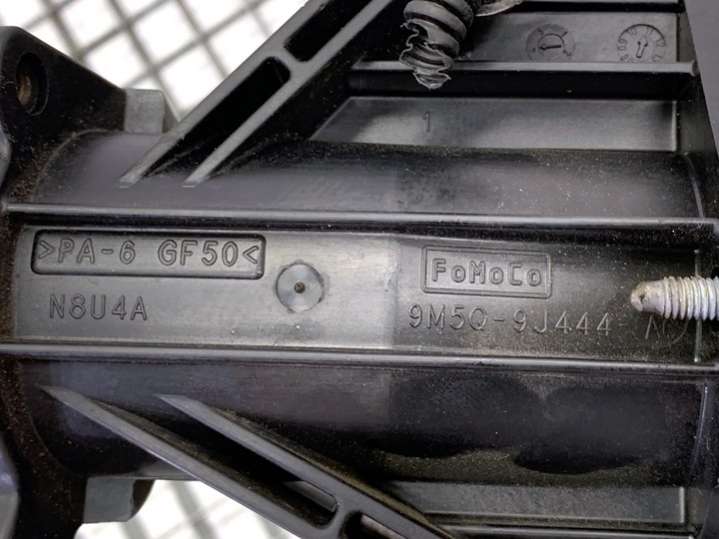 1
>PA-6 GF50<
N8U4A
FoMoCo
9M5Q-9J444